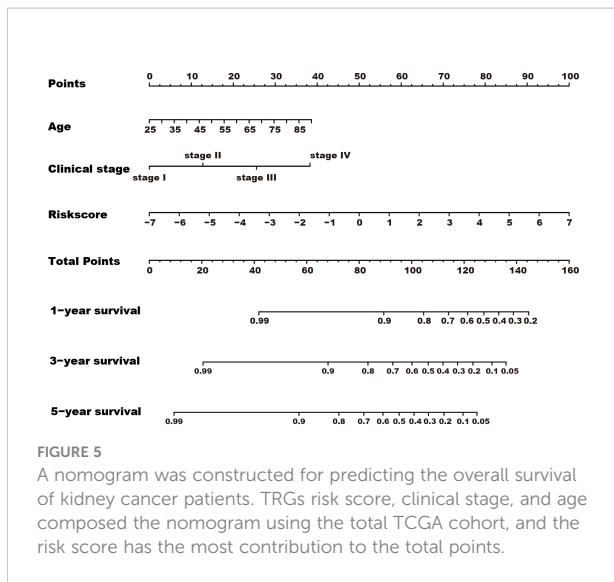 Points 0 10 20 30 40 50 60 70 80 90 100
Age
25 35 45 55 65 75 85
stage II stage IV
Clinical stage
stage I stage III
Riskscore
−7 −6 −5 −4 −3 −2 −1 0 1 2 3 4 5 6 7
Total Points
0 20 40 60 80 100 120 140 160
1−year survival
0.99 0.9 0.8 0.7 0.6 0.5 0.4 0.3 0.2
3−year survival
0.99 0.9 0.8 0.7 0.6 0.5 0.4 0.3 0.2 0.1 0.05
5−year survival
0.99 0.9 0.8 0.7 0.6 0.5 0.4 0.3 0.2 0.1 0.05
FIGURE 5
A nomogram was constructed for predicting the overall survival
of kidney cancer patients. TRGs risk score, clinical stage, and age
composed the nomogram using the total TCGA cohort, and the
risk score has the most contribution to the total points.